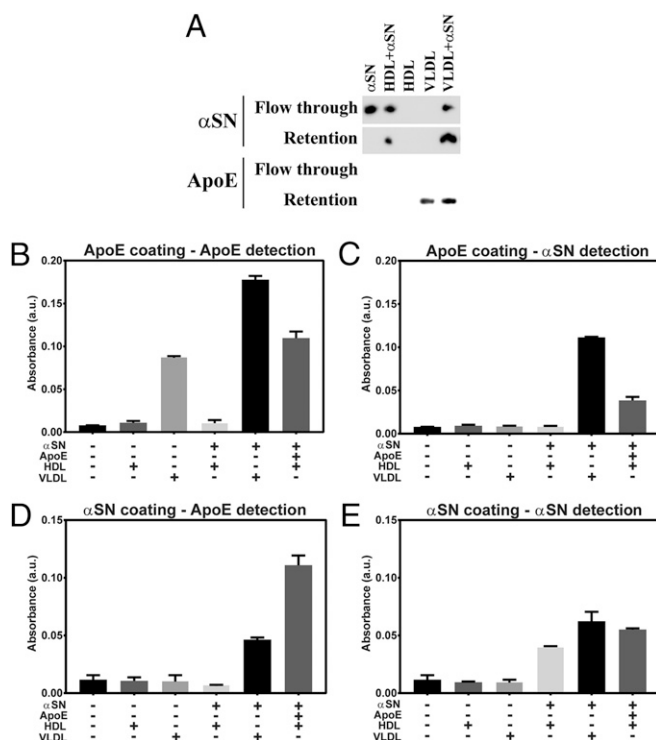 A
αSN
HDL+αSN
HDL
VLDL
VLDL+αSN
αSN
Flow through
Retention
ApoE
Flow through
Retention
B
ApoE coating - ApoE detection
Absorbance (a.u.)
0.20
0.15
0.10
0.05
0.00
αSN - - - + + +
ApoE - - - - - +
HDL - + - + - +
VLDL - - + - + -
C
ApoE coating - αSN detection
Absorbance (a.u.)
0.20
0.15
0.10
0.05
0.00
αSN - - - + + +
ApoE - - - - - +
HDL - + - + - +
VLDL - - + - + -
D
αSN coating - ApoE detection
Absorbance (a.u.)
0.15
0.10
0.05
0.00
αSN - - - + + +
ApoE - - - - - +
HDL - + - + - +
VLDL - - + - + -
E
αSN coating - αSN detection
Absorbance (a.u.)
0.15
0.10
0.05
0.00
αSN - - - + + +
ApoE - - - - - +
HDL - + - + - +
VLDL - - + - + -